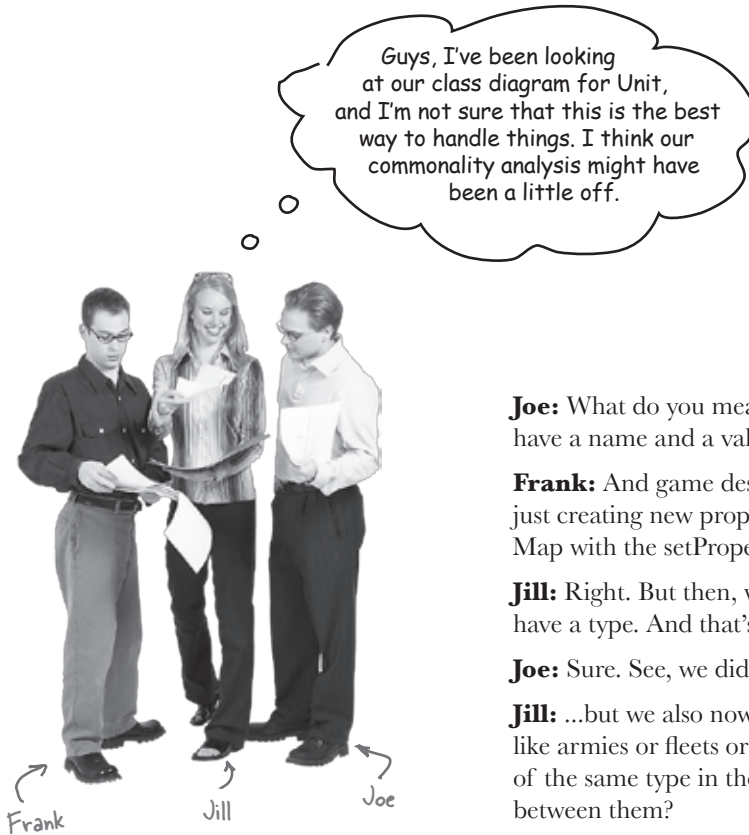 Guys, I've been looking
at our class diagram for Unit,
and I'm not sure that this is the best
way to handle things. I think our
commonality analysis might have
been a little off.
Joe: What do you mea
have a name and a val
Frank: And game des
just creating new prop
Map with the setPrope
Jill: Right. But then, w
have a type. And that's
Joe: Sure. See, we did
Jill: ...but we also now
like armies or fleets or
of the same type in the
between them?
Frank
Jill
Joe